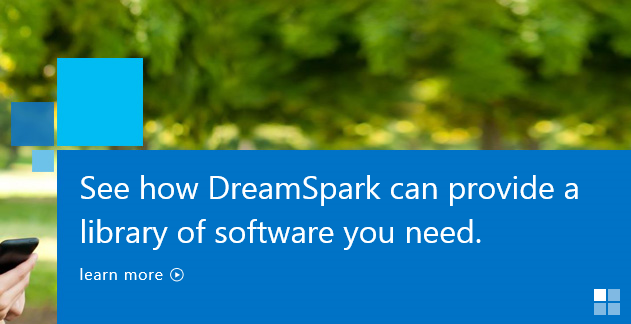 See how DreamSpark can provide a
library of software you need.
learn more